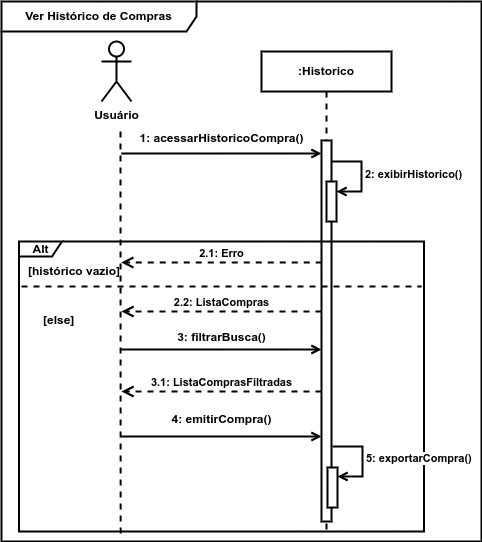 Ver Histórico de Compras
:Historico
Usuário
1: acessarHistoricoCompra()
2: exibirHistorico()
Alt
2.1: Erro
[histórico vazio]
2.2: ListaCompras
[else]
3: filtrarBusca()
3.1: ListaComprasFiltradas
4: emitirCompra()
5: exportarCompra()